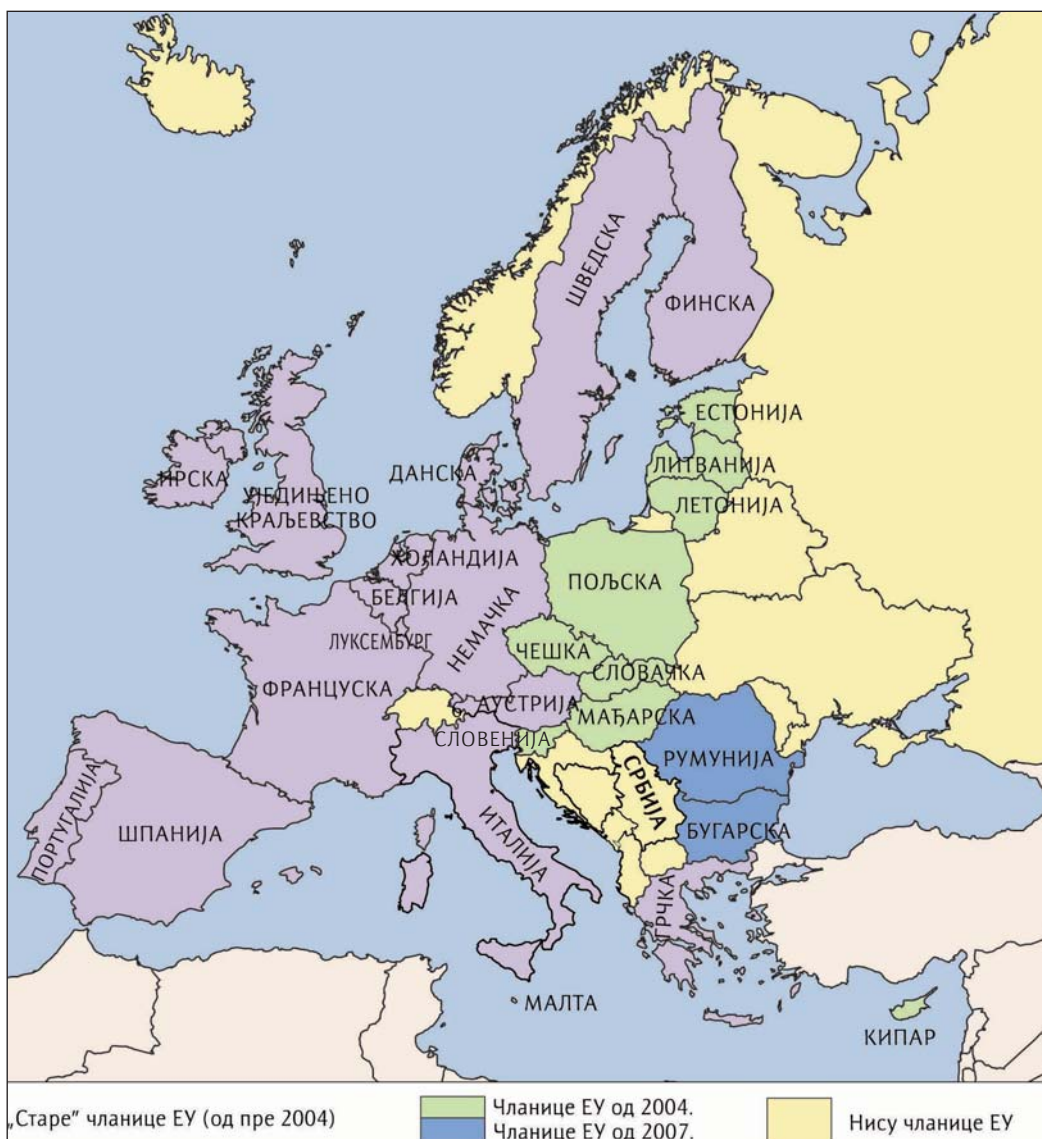 ШВЕДСКА
ФИНСКА
ЕСТОНИЈА
ЛИТВАНИЈА
ЛЕТОНИЈА
ДАНСКА
ИРСКА
УЈЕДИЊЕНО
КРАЉЕВСТВО
ХОЛАНДИЈА
БЕЛГИЈА
ПОЉСКА
НЕМАЧКА
ЛУКСЕМБУРГ
ЧЕШКА
СЛОВАЧКА
ФРАНЦУСКА
АУСТРИЈА
МАЂАРСКА
СЛОВЕНИЈА
РУМУНИЈА
СРБИЈА
ПОРТУГАЛИЈА
ШПАНИЈА
ИТАЛИЈА
БУГАРСКА
ГРЧКА
МАЛТА
КИПАР
„Старе” чланице ЕУ (од пре 2004)
Чланице ЕУ од 2004.
Чланице ЕУ од 2007.
Нису чланице ЕУ